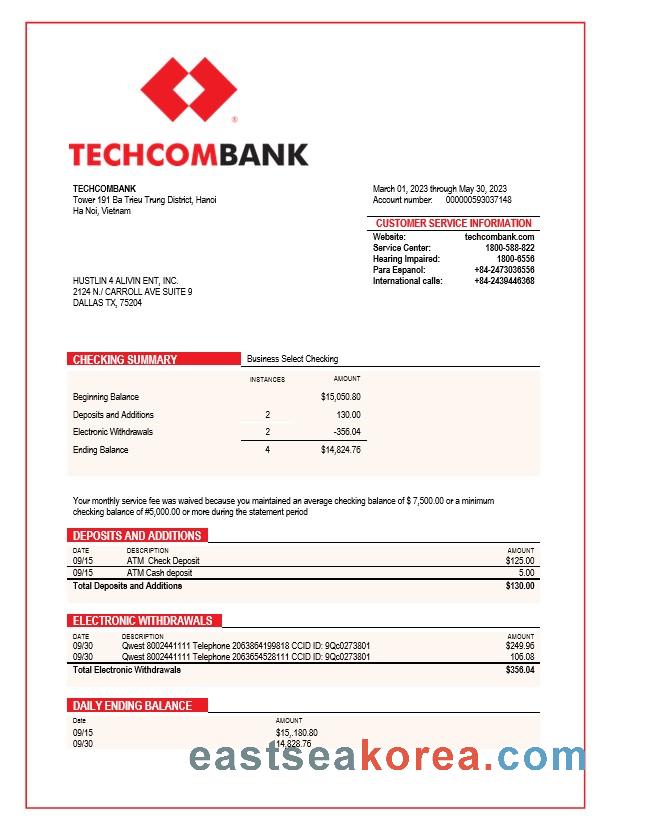 ®
TECHCOMBANK
TECHCOMBANK
Tower 191 Ba Trieu Trung District, Hanoi
Ha Noi, Vietnam
March 01, 2023 through May 30, 2023
Account number: 000000593037148
CUSTOMER SERVICE INFORMATION
Website: techcombank.com
Service Center: 1800-588-822
Hearing Impaired: 1800-6556
Para Espanol: +84-2473036556
International calls: +84-2439446368
HUSTLIN 4 ALIVIN ENT, INC.
2124 N./ CARROLL AVE SUITE 9
DALLAS TX, 75204
CHECKING SUMMARY Business Select Checking
INSTANCES AMOUNT
Beginning Balance $15,050.80
Deposits and Additions 2 130.00
Electronic Withdrawals 2 -356.04
Ending Balance 4 $14,824.76
Your monthly service fee was waived because you maintained an average checking balance of $ 7,500.00 or a minimum
checking balance of #5,000.00 or more during the statement period
DEPOSITS AND ADDITIONS
DATE DESCRIPTION AMOUNT
09/15 ATM Check Deposit $125.00
09/15 ATM Cash deposit 5.00
Total Deposits and Additions $130.00
ELECTRONIC WITHDRAWALS
DATE DESCRIPTION AMOUNT
09/30 Qwest 8002441111 Telephone 2063864199818 CCID ID: 9Qc0273801 $249.96
09/30 Qwest 8002441111 Telephone 2063654528111 CCID ID: 9Qc0273801 106.08
Total Electronic Withdrawals $356.04
DAILY ENDING BALANCE
Date AMOUNT
09/15 $15,.180.80
09/30 14,828.76
eastseakorea.com